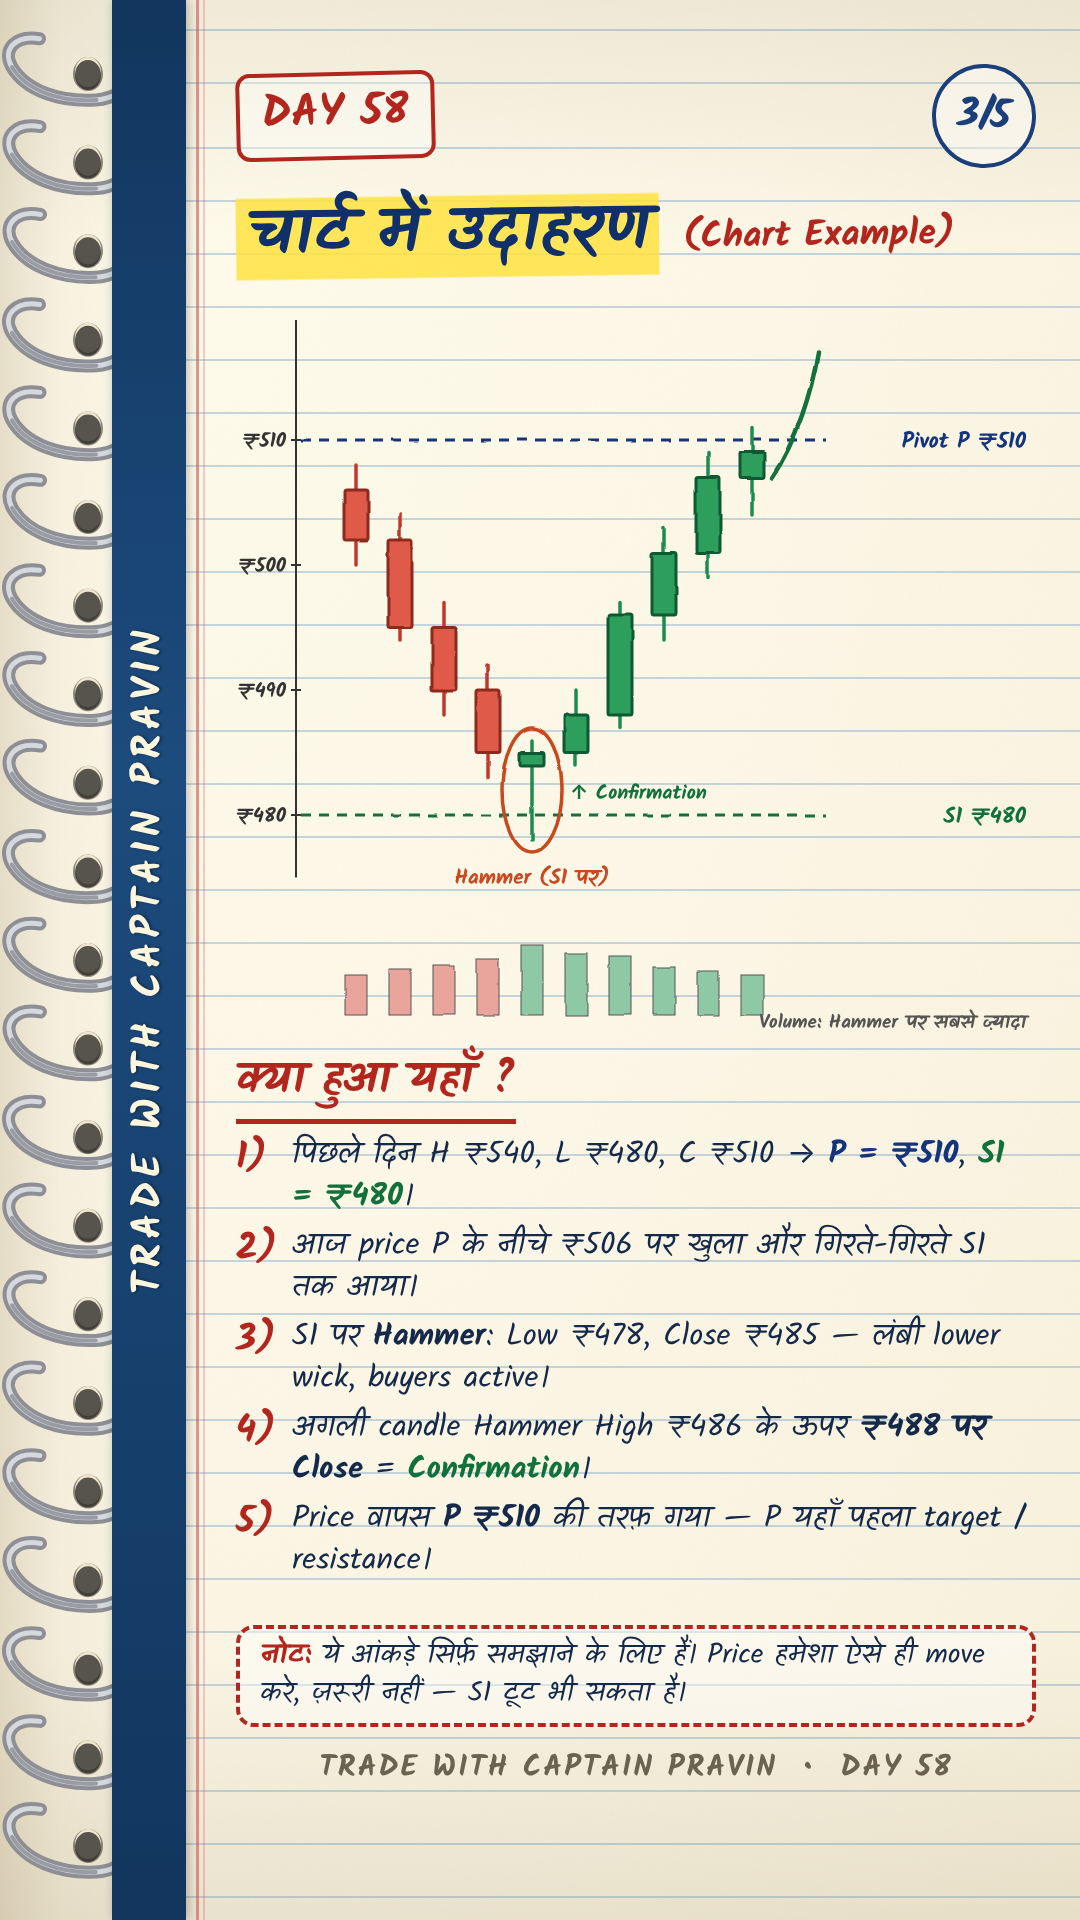 DAY 58
3/5
चार्ट में उदाहरण (Chart Example)
₹510
Pivot P ₹510
₹500
₹490
↑ Confirmation
₹480
S1 ₹480
Hammer (S1 पर)
Volume: Hammer पर सबसे ज़्यादा
क्या हुआ यहाँ ?
1) पिछले दिन H ₹540, L ₹480, C ₹510 → P = ₹510, S1
= ₹480।
2) आज price P के नीचे ₹506 पर खुला और गिरते-गिरते S1
तक आया।
3) S1 पर Hammer: Low ₹478, Close ₹485 — लंबी lower
wick, buyers active।
4) अगली candle Hammer High ₹486 के ऊपर ₹488 पर
Close = Confirmation।
5) Price वापस P ₹510 की तरफ़ गया — P यहाँ पहला target /
resistance।
नोट: ये आंकड़े सिर्फ़ समझाने के लिए हैं। Price हमेशा ऐसे ही move
करे, ज़रूरी नहीं — S1 टूट भी सकता है।
TRADE WITH CAPTAIN PRAVIN · DAY 58
TRADE WITH CAPTAIN PRAVIN